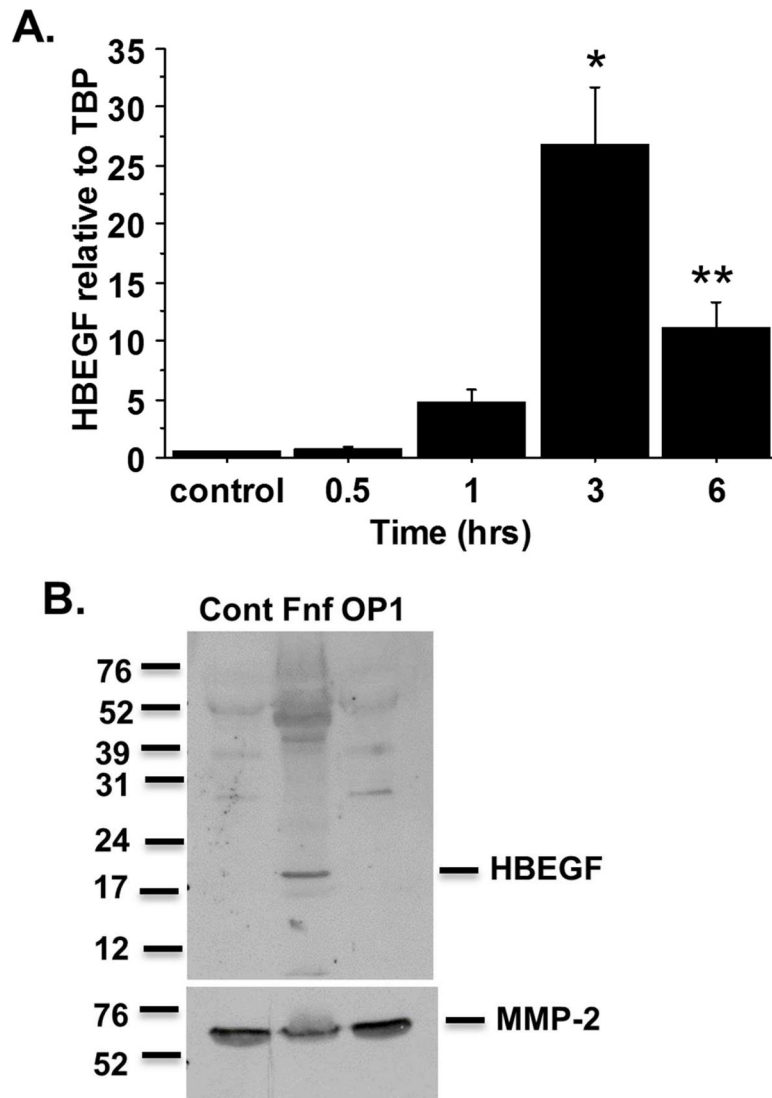 A.
HBEGF relative to TBP
35
30
25
20
15
10
5
0
*
**
control 0.5 1 3 6
Time (hrs)
B.
Cont Fnf OP1
76
52
39
31
24
17
12
HBEGF
76
52
MMP-2